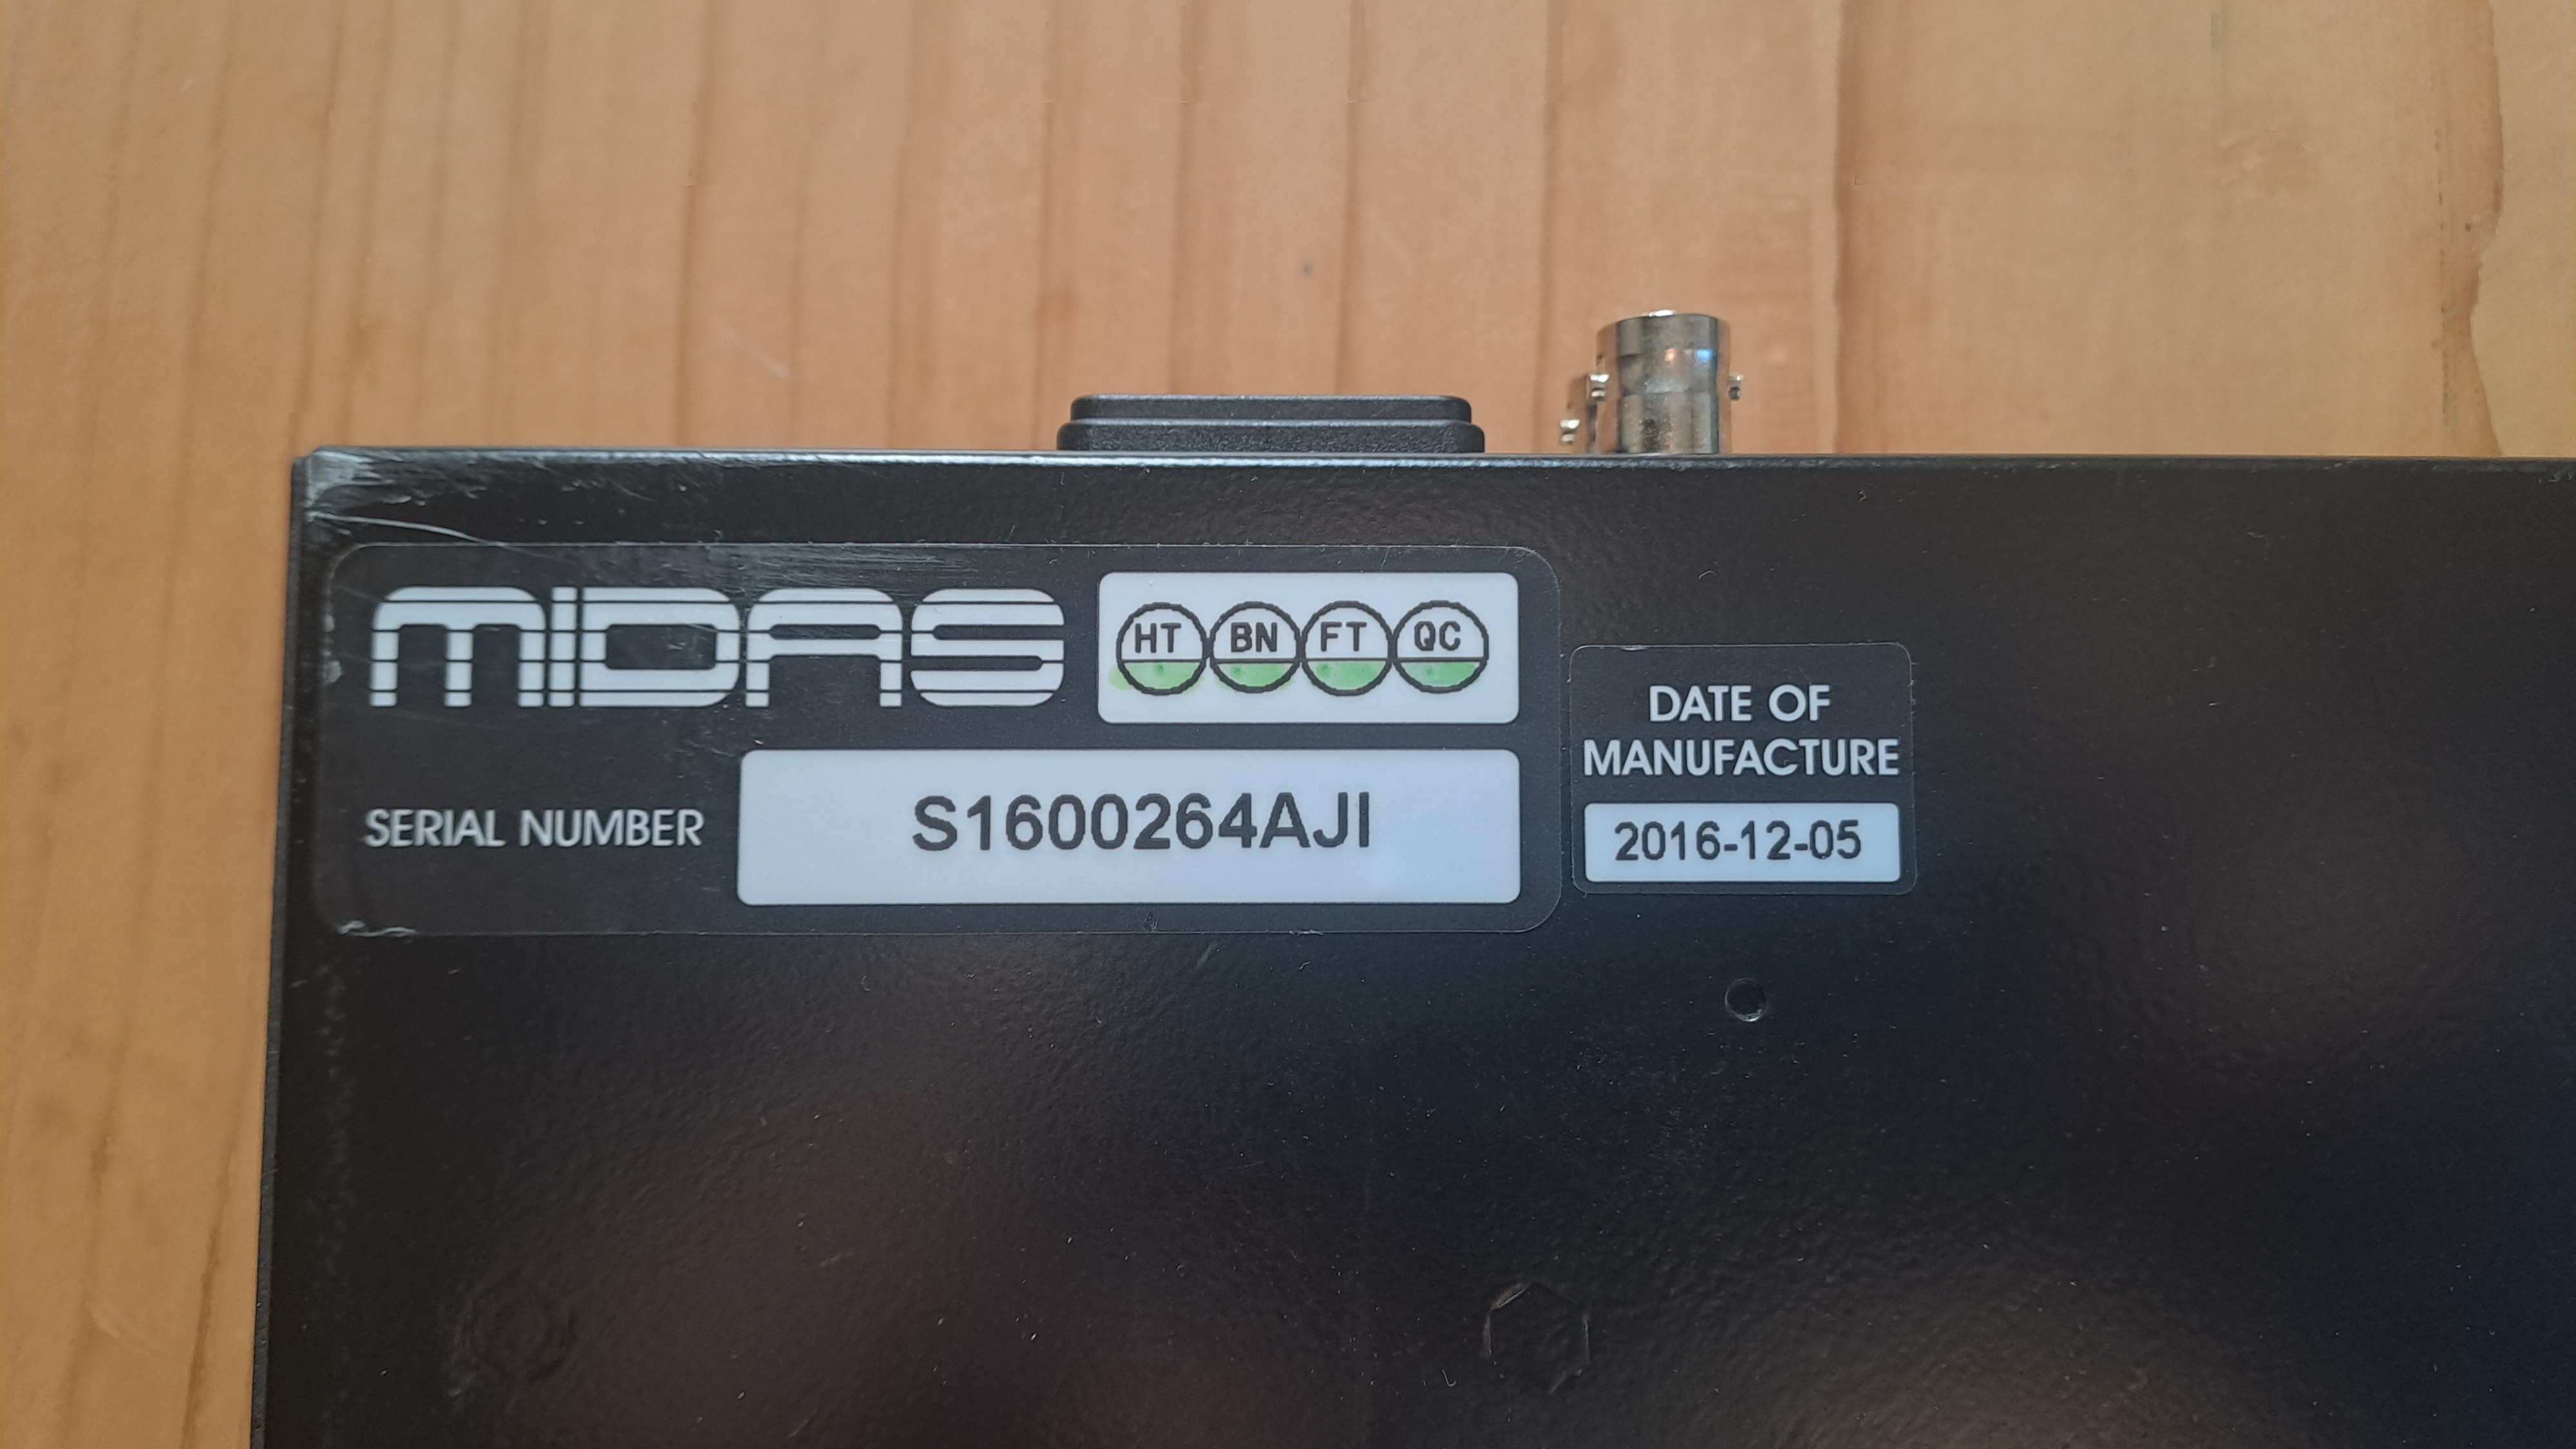 MIDAS
HT BN FT QC
SERIAL NUMBER
S1600264AJI
DATE OF
MANUFACTURE
2016-12-05